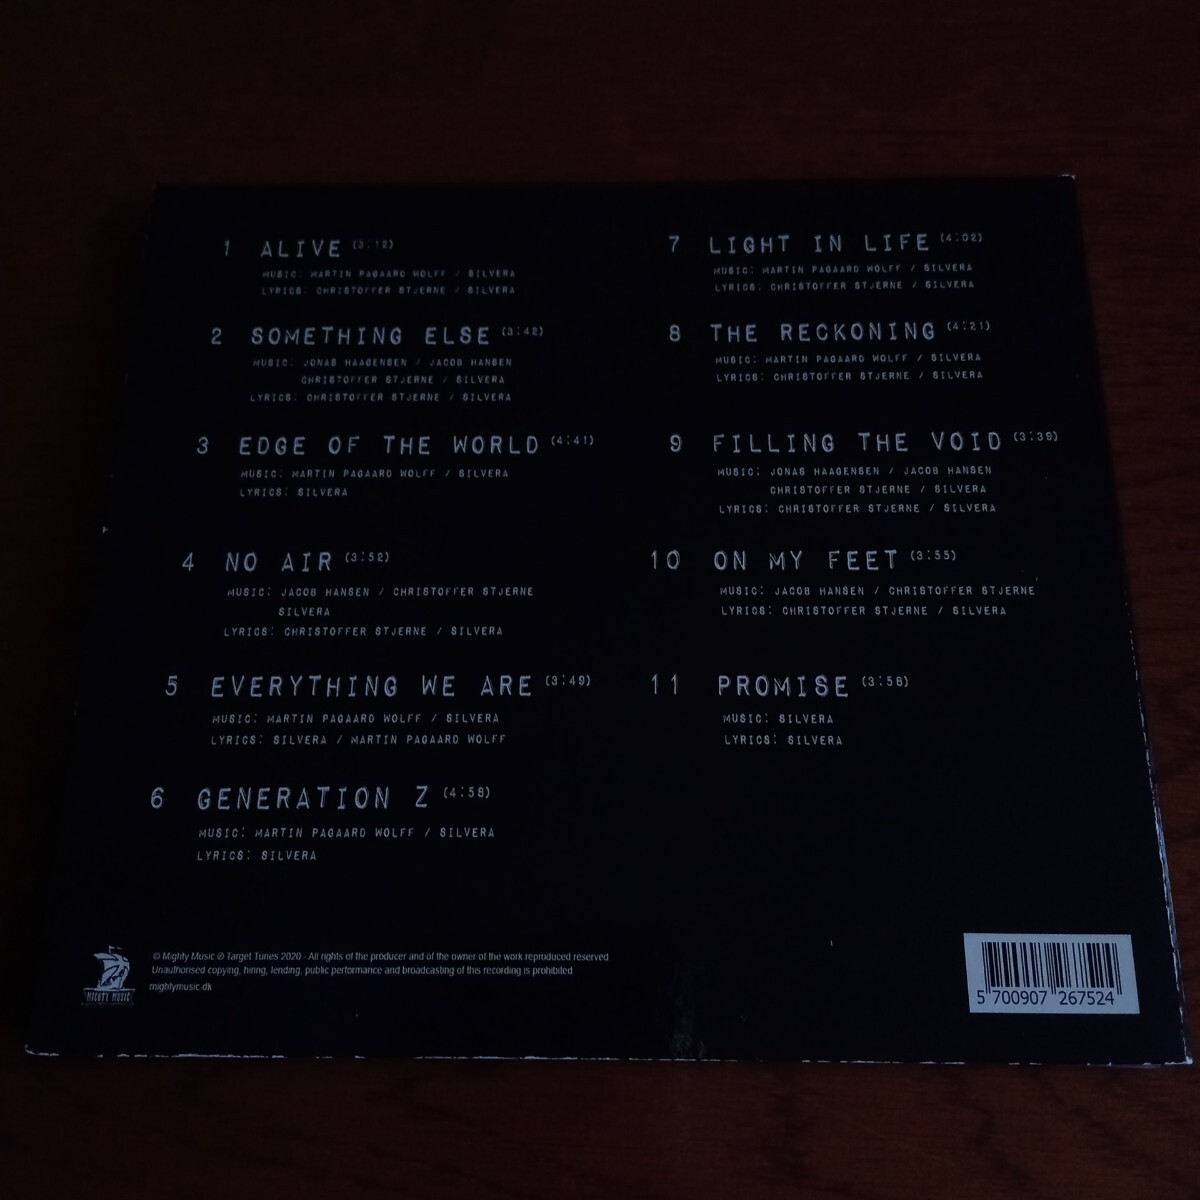 1 ALIVE (3:12)
MUSIC: MARTIN PAGAARD WOLFF / SILVERA
LYRICS: CHRISTOFFER STJERNE / SILVERA
2 SOMETHING ELSE (3:42)
MUSIC: JONAS HAAGENSEN / JACOB HANSEN
CHRISTOFFER STJERNE / SILVERA
LYRICS: CHRISTOFFER STJERNE / SILVERA
3 EDGE OF THE WORLD (4:41)
MUSIC: MARTIN PAGAARD WOLFF / SILVERA
LYRICS: SILVERA
4 NO AIR (3:52)
MUSIC: JACOB HANSEN / CHRISTOFFER STJERNE
SILVERA
LYRICS: CHRISTOFFER STJERNE / SILVERA
5 EVERYTHING WE ARE (3:49)
MUSIC: MARTIN PAGAARD WOLFF / SILVERA
LYRICS: SILVERA / MARTIN PAGAARD WOLFF
6 GENERATION Z (4:58)
MUSIC: MARTIN PAGAARD WOLFF / SILVERA
LYRICS: SILVERA
7 LIGHT IN LIFE (4:02)
MUSIC: MARTIN PAGAARD WOLFF / SILVERA
LYRICS: CHRISTOFFER STJERNE / SILVERA
8 THE RECKONING (4:21)
MUSIC: MARTIN PAGAARD WOLFF / SILVERA
LYRICS: CHRISTOFFER STJERNE / SILVERA
9 FILLING THE VOID (3:39)
MUSIC: JONAS HAAGENSEN / JACOB HANSEN
CHRISTOFFER STJERNE / SILVERA
LYRICS: CHRISTOFFER STJERNE / SILVERA
10 ON MY FEET (3:55)
MUSIC: JACOB HANSEN / CHRISTOFFER STJERNE
LYRICS: CHRISTOFFER STJERNE / SILVERA
11 PROMISE (3:58)
MUSIC: SILVERA
LYRICS: SILVERA
MIGHTY MUSIC
© Mighty Music ℗ Target Tunes 2020 - All rights of the producer and of the owner of the work reproduced reserved
Unauthorised copying, hiring, lending, public performance and broadcasting of this recording is prohibited
mightymusic.dk
5 700907 267524